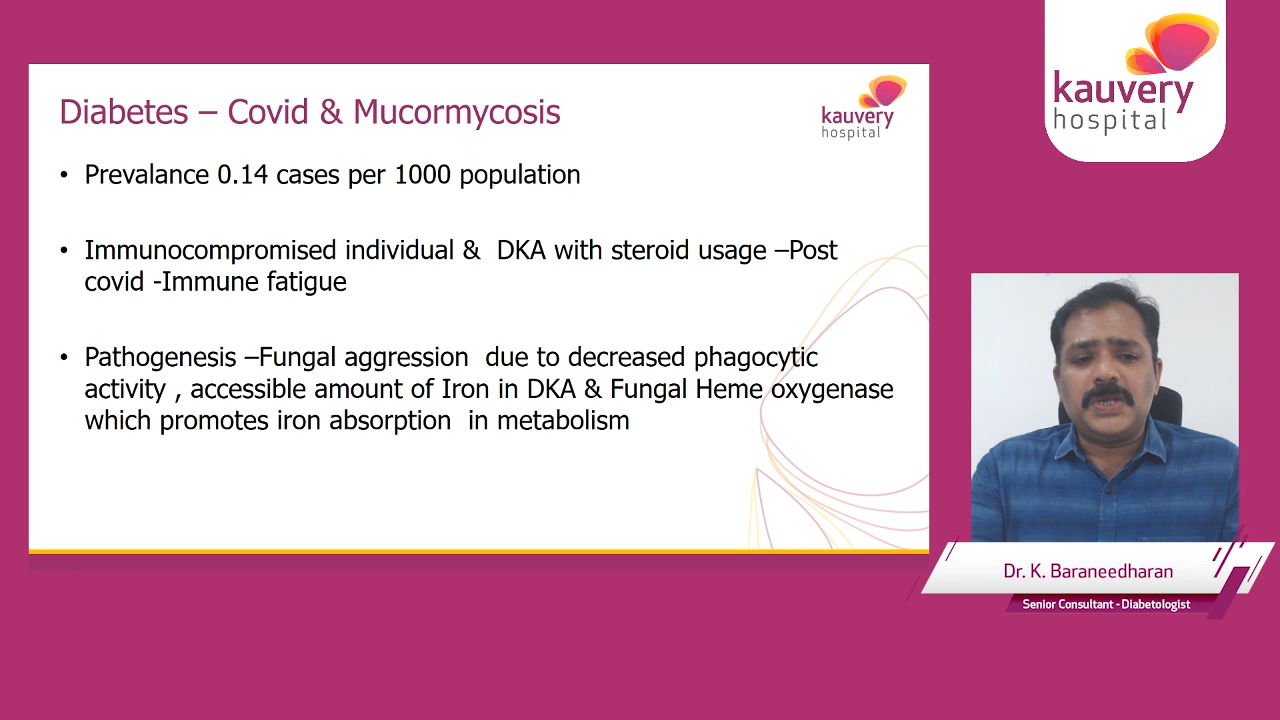 Diabetes – Covid & Mucormycosis
kauvery
hospital
• Prevalance 0.14 cases per 1000 population
• Immunocompromised individual & DKA with steroid usage –Post
covid -Immune fatigue
• Pathogenesis –Fungal aggression due to decreased phagocytic
activity , accessible amount of Iron in DKA & Fungal Heme oxygenase
which promotes iron absorption in metabolism
kauvery
hospital
Dr. K. Baraneedharan
Senior Consultant - Diabetologist